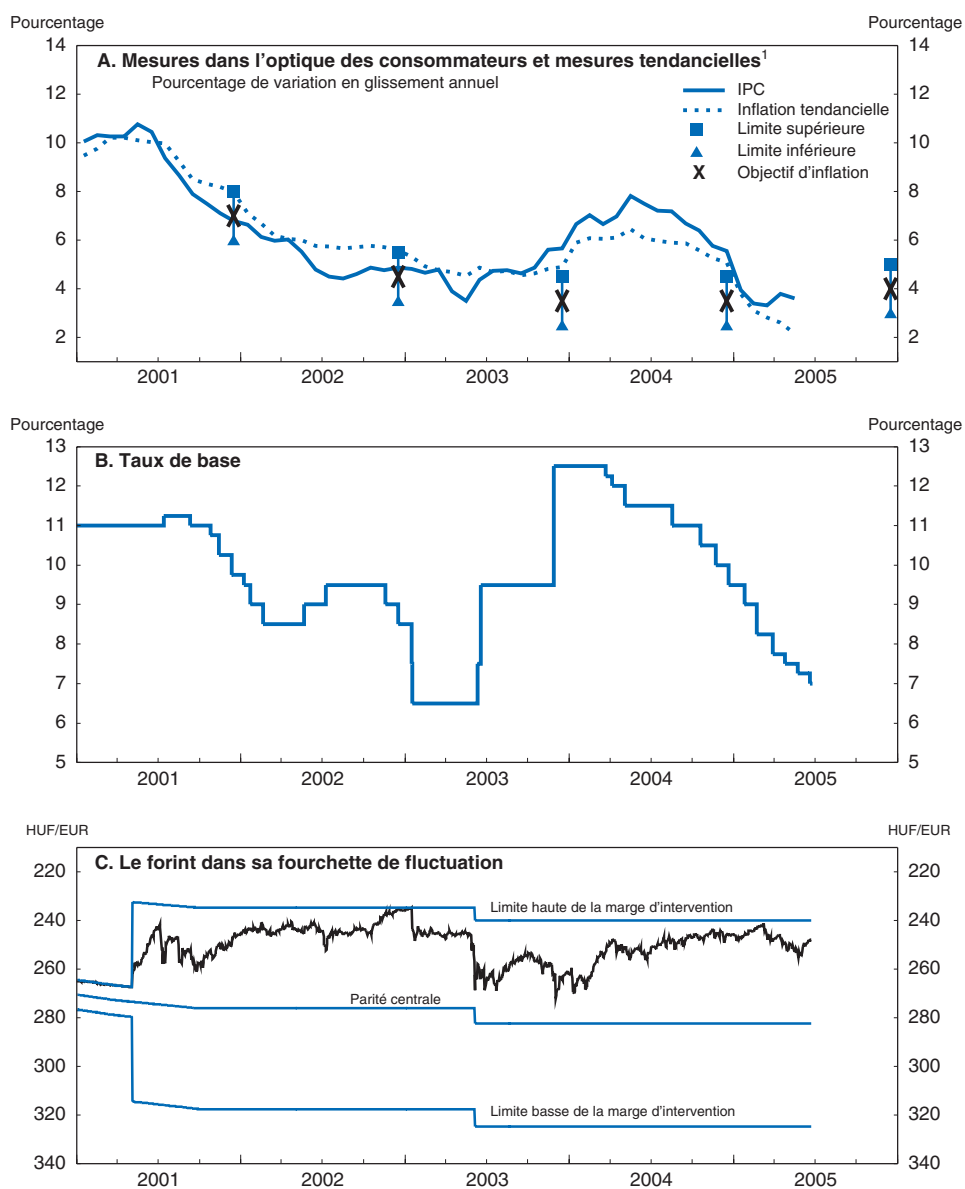 Pourcentage Pourcentage
14 14
A. Mesures dans l'optique des consommateurs et mesures tendancielles1
Pourcentage de variation en glissement annuel
IPC
12 12
Inflation tendancielle
Limite supérieure
10 10
Limite inférieure
Objectif d'inflation
8 8
6 6
4 4
2 2
2001 2002 2003 2004 2005
Pourcentage Pourcentage
13 13
B. Taux de base
12 12
11 11
10 10
9 9
8 8
7 7
6 6
5 5
2001 2002 2003 2004 2005
HUF/EUR HUF/EUR
C. Le forint dans sa fourchette de fluctuation
220 220
Limite haute de la marge d'intervention
240 240
260 260
Parité centrale
280 280
300 300
Limite basse de la marge d'intervention
320 320
340 340
2001 2002 2003 2004 2005